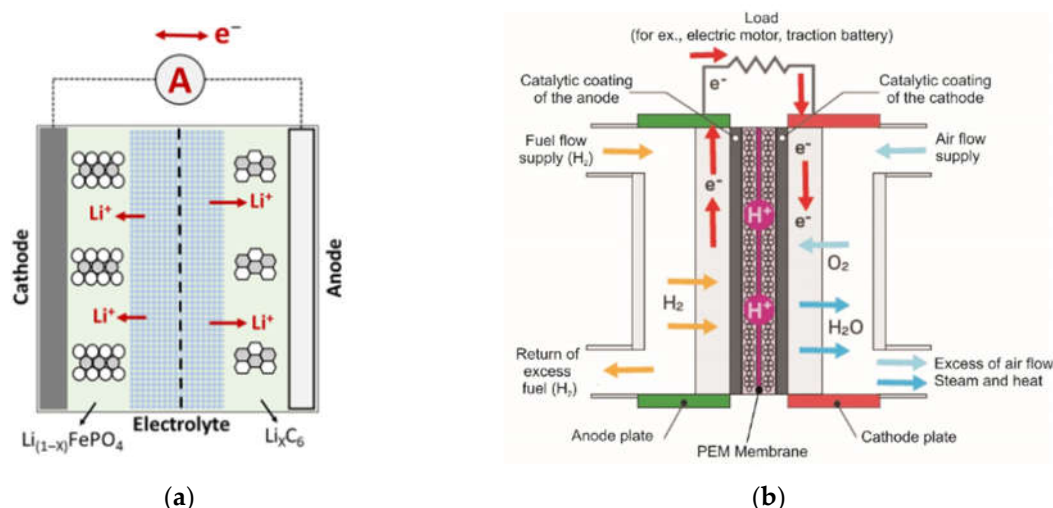 e⁻
A
Cathode
Li⁺
Li⁺
Li⁺
Li⁺
Anode
Electrolyte
Li₍₁₋ₓ₎FePO₄
LiₓC₆
(a)
Load
(for ex., electric motor, traction battery)
e⁻
Catalytic coating
of the anode
Catalytic coating
of the cathode
Fuel flow
supply (H₂)
Air flow
supply
e⁻
e⁻
e⁻
H⁺
H⁺
O₂
H₂
H₂O
Return of
excess
fuel (H₂)
Excess of air flow
Steam and heat
Anode plate
Cathode plate
PEM Membrane
(b)